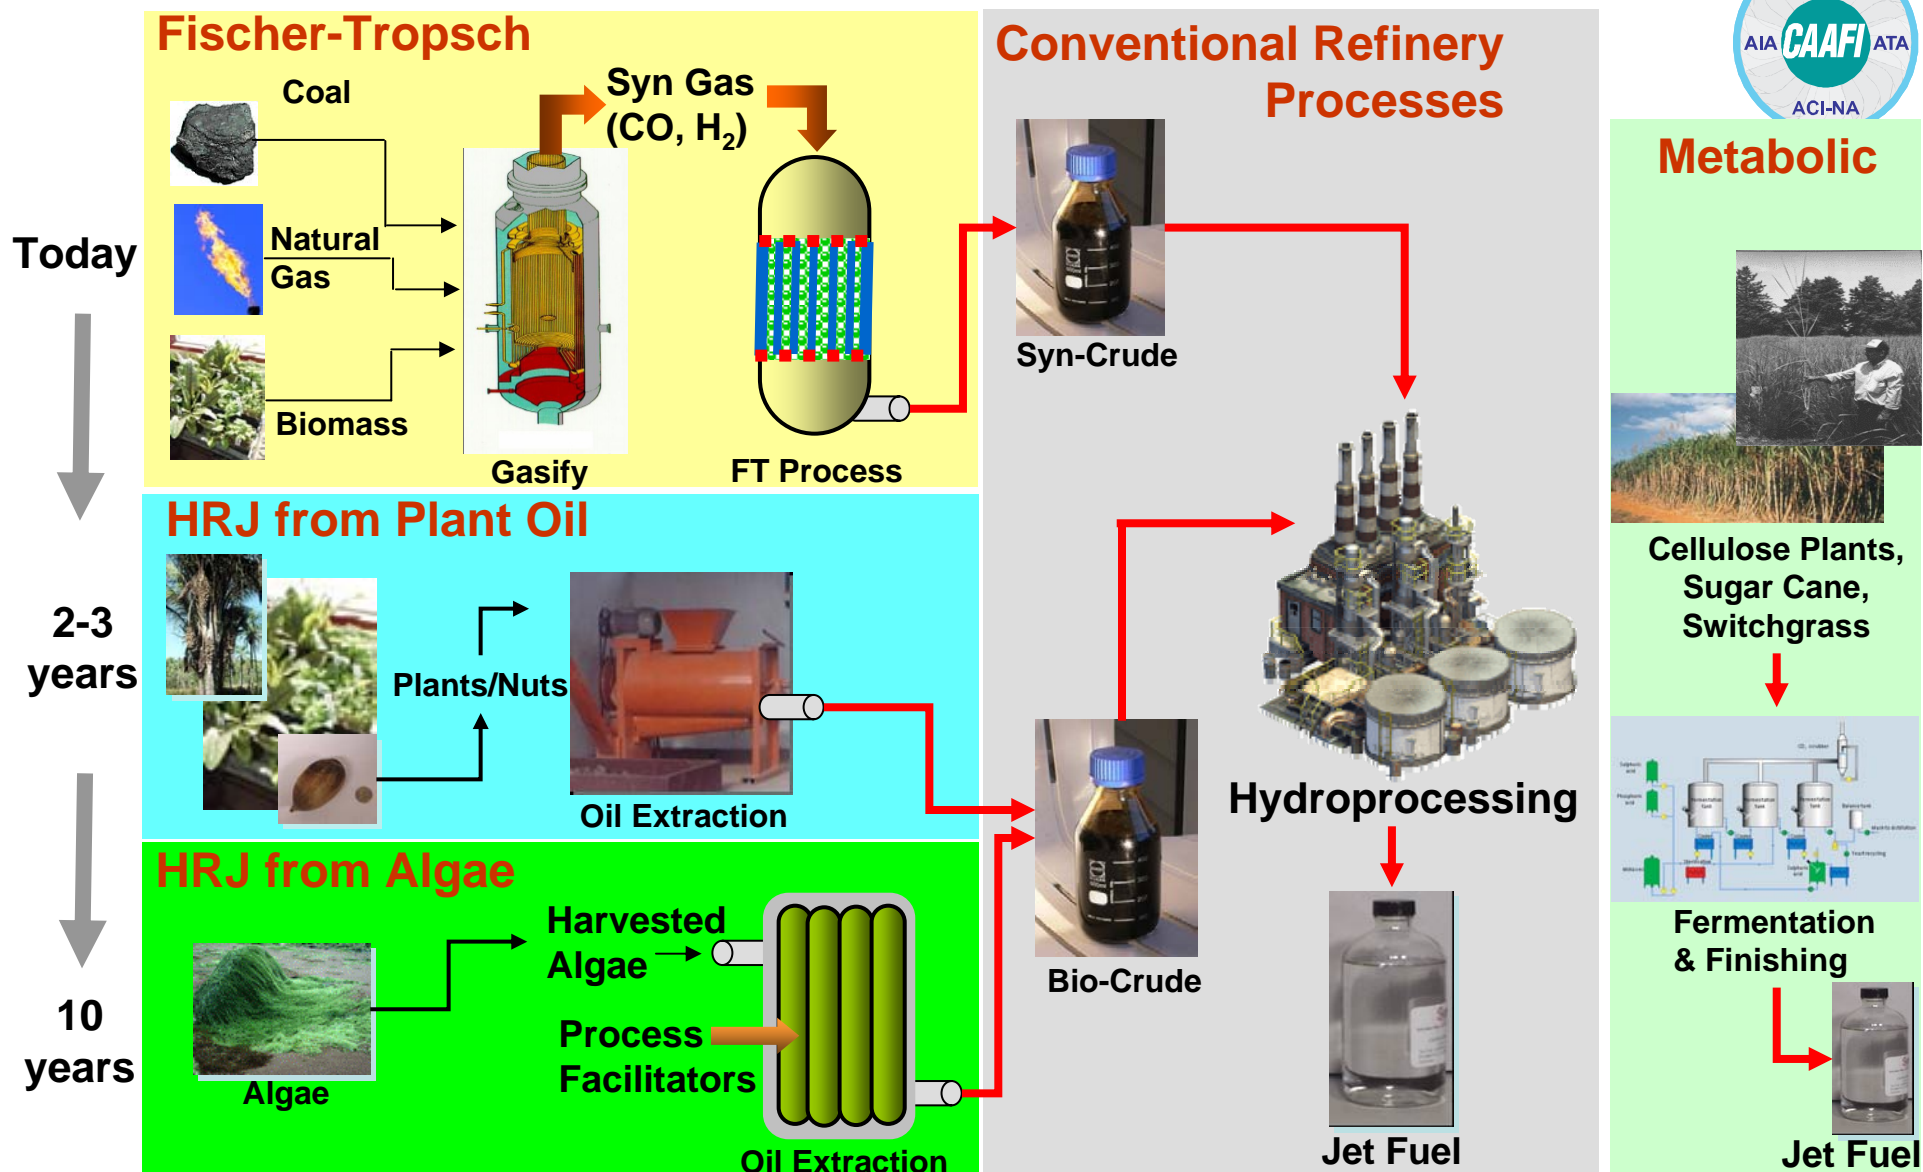 Fischer-Tropsch
Coal
Syn Gas
(CO, H₂)
Natural
Gas
Biomass
Gasify
FT Process
Today
2-3
years
10
years
HRJ from Plant Oil
Plants/Nuts
Oil Extraction
HRJ from Algae
Harvested
Algae
Process
Facilitators
Algae
Oil Extraction
Conventional Refinery
Processes
Syn-Crude
Bio-Crude
Hydroprocessing
Jet Fuel
AIA CAAFI ATA
ACI-NA
Metabolic
Cellulose Plants,
Sugar Cane,
Switchgrass
Fermentation
& Finishing
Jet Fuel